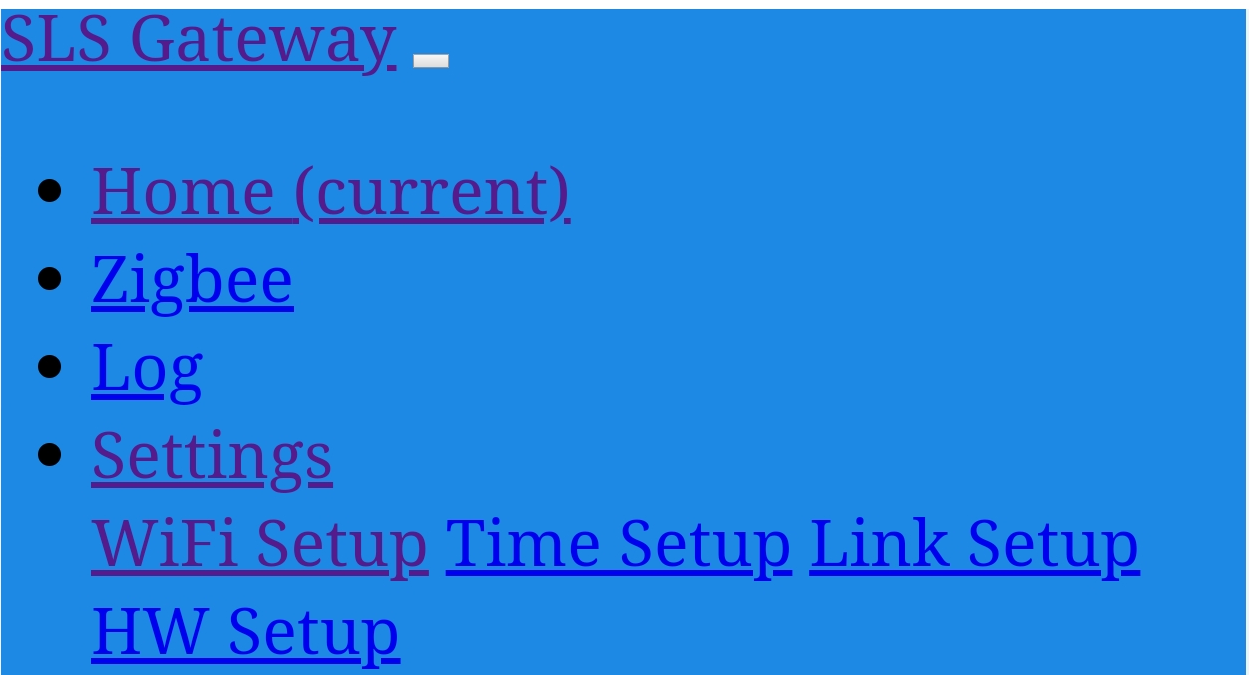 SLS Gateway
Home (current)
Zigbee
Log
Settings
WiFi Setup Time Setup Link Setup
HW Setup